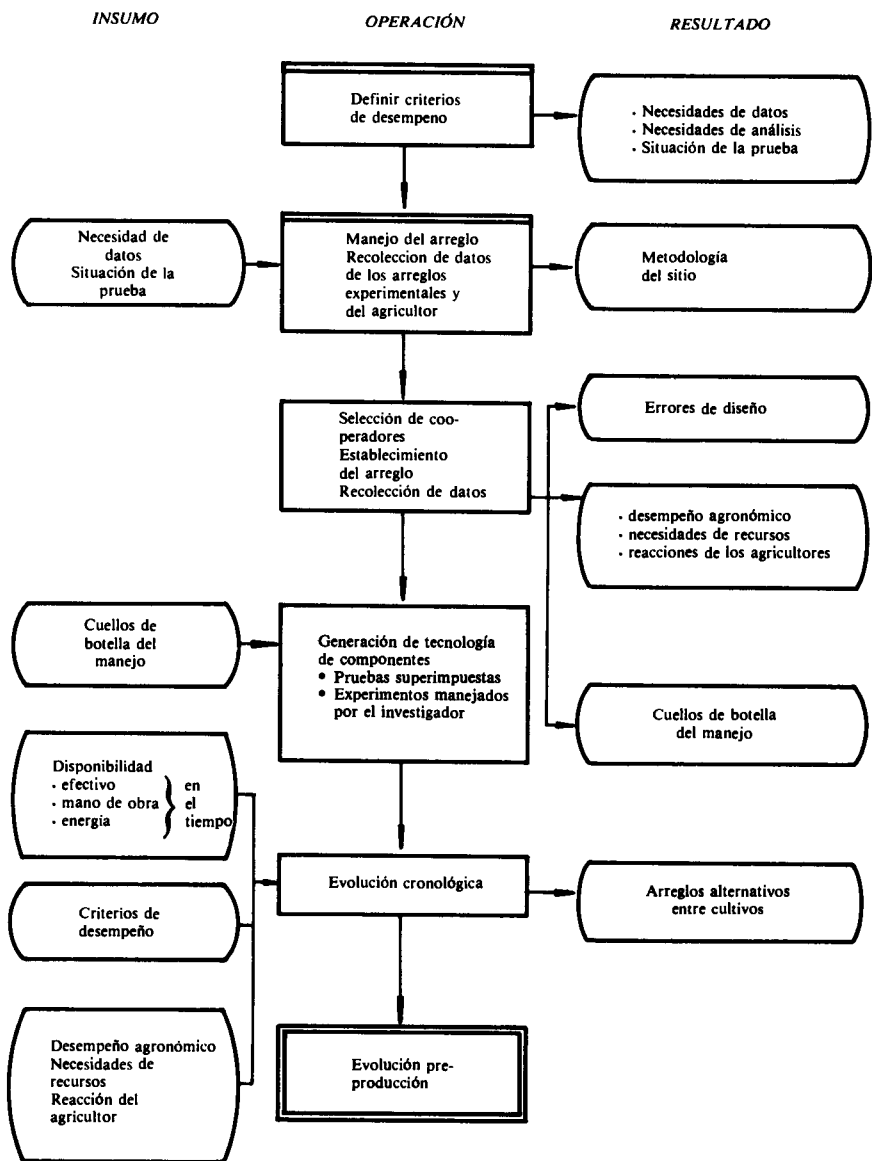 INSUMO
OPERACIÓN
RESULTADO
Definir criterios
de desempeno
· Necesidades de datos
· Necesidades de análisis
· Situación de la prueba
Necesidad de
datos
Situación de la
prueba
Manejo del arreglo
Recoleccion de datos
de los arreglos
experimentales y
del agricultor
Metodología
del sitio
Selección de coo-
peradores
Establecimiento
del arreglo
Recolección de datos
Errores de diseño
· desempeño agronómico
· necesidades de recursos
· reacciones de los agricultores
Cuellos de
botella del
manejo
Generación de tecnología
de componentes
• Pruebas superimpuestas
• Experimentos manejados
por el investigador
Cuellos de botella
del manejo
Disponibilidad
· efectivo
· mano de obra
· energía
en
el
tiempo
Criterios de
desempeño
Evolución cronológica
Arreglos alternativos
entre cultivos
Desempeño agronómico
Necesidades de
recursos
Reacción del
agricultor
Evolución pre-
producción